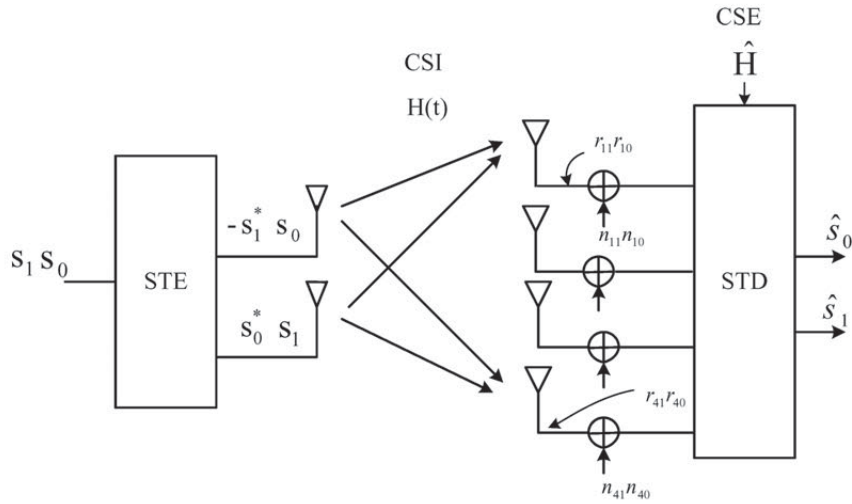 CSE
Ĥ
CSI
H(t)
r₁₁r₁₀
n₁₁n₁₀
-s₁* s₀
s₁ s₀
STE
s₀* s₁
STD
ŝ₀
ŝ₁
r₄₁r₄₀
n₄₁n₄₀